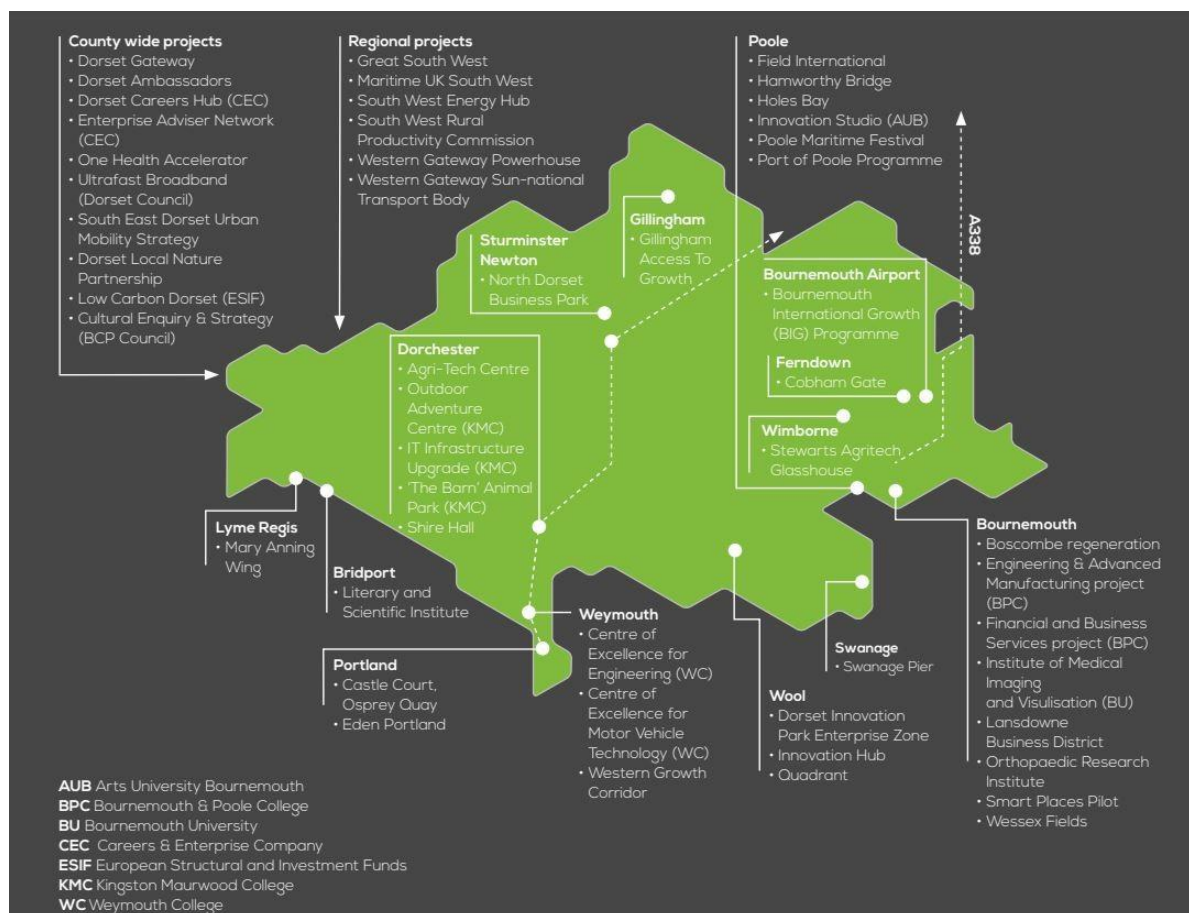 County wide projects
• Dorset Gateway
• Dorset Ambassadors
• Dorset Careers Hub (CEC)
• Enterprise Adviser Network
(CEC)
• One Health Accelerator
• Ultrafast Broadband
(Dorset Council)
• South East Dorset Urban
Mobility Strategy
• Dorset Local Nature
Partnership
• Low Carbon Dorset (ESIF)
• Cultural Enquiry & Strategy
(BCP Council)
Regional projects
• Great South West
• Maritime UK South West
• South West Energy Hub
• South West Rural
Productivity Commission
• Western Gateway Powerhouse
• Western Gateway Sun-national
Transport Body
Poole
• Field International
• Hamworthy Bridge
• Holes Bay
• Innovation Studio (AUB)
• Poole Maritime Festival
• Port of Poole Programme
A338
Gillingham
• Gillingham
Access To
Growth
Sturminster
Newton
• North Dorset
Business Park
Bournemouth Airport
• Bournemouth
International Growth
(BIG) Programme
Ferndown
• Cobham Gate
Wimborne
• Stewarts Agritech
Glasshouse
Dorchester
• Agri-Tech Centre
• Outdoor
Adventure
Centre (KMC)
• IT Infrastructure
Upgrade (KMC)
• ‘The Barn’ Animal
Park (KMC)
• Shire Hall
Lyme Regis
• Mary Anning
Wing
Bridport
• Literary and
Scientific Institute
Portland
• Castle Court,
Osprey Quay
• Eden Portland
Weymouth
• Centre of
Excellence for
Engineering (WC)
• Centre of
Excellence for
Motor Vehicle
Technology (WC)
• Western Growth
Corridor
Wool
• Dorset Innovation
Park Enterprise Zone
• Innovation Hub
• Quadrant
Swanage
• Swanage Pier
Bournemouth
• Boscombe regeneration
• Engineering & Advanced
Manufacturing project
(BPC)
• Financial and Business
Services project (BPC)
• Institute of Medical
Imaging
and Visulisation (BU)
• Lansdowne
Business District
• Orthopaedic Research
Institute
• Smart Places Pilot
• Wessex Fields
AUB Arts University Bournemouth
BPC Bournemouth & Poole College
BU Bournemouth University
CEC Careers & Enterprise Company
ESIF European Structural and Investment Funds
KMC Kingston Maurwood College
WC Weymouth College